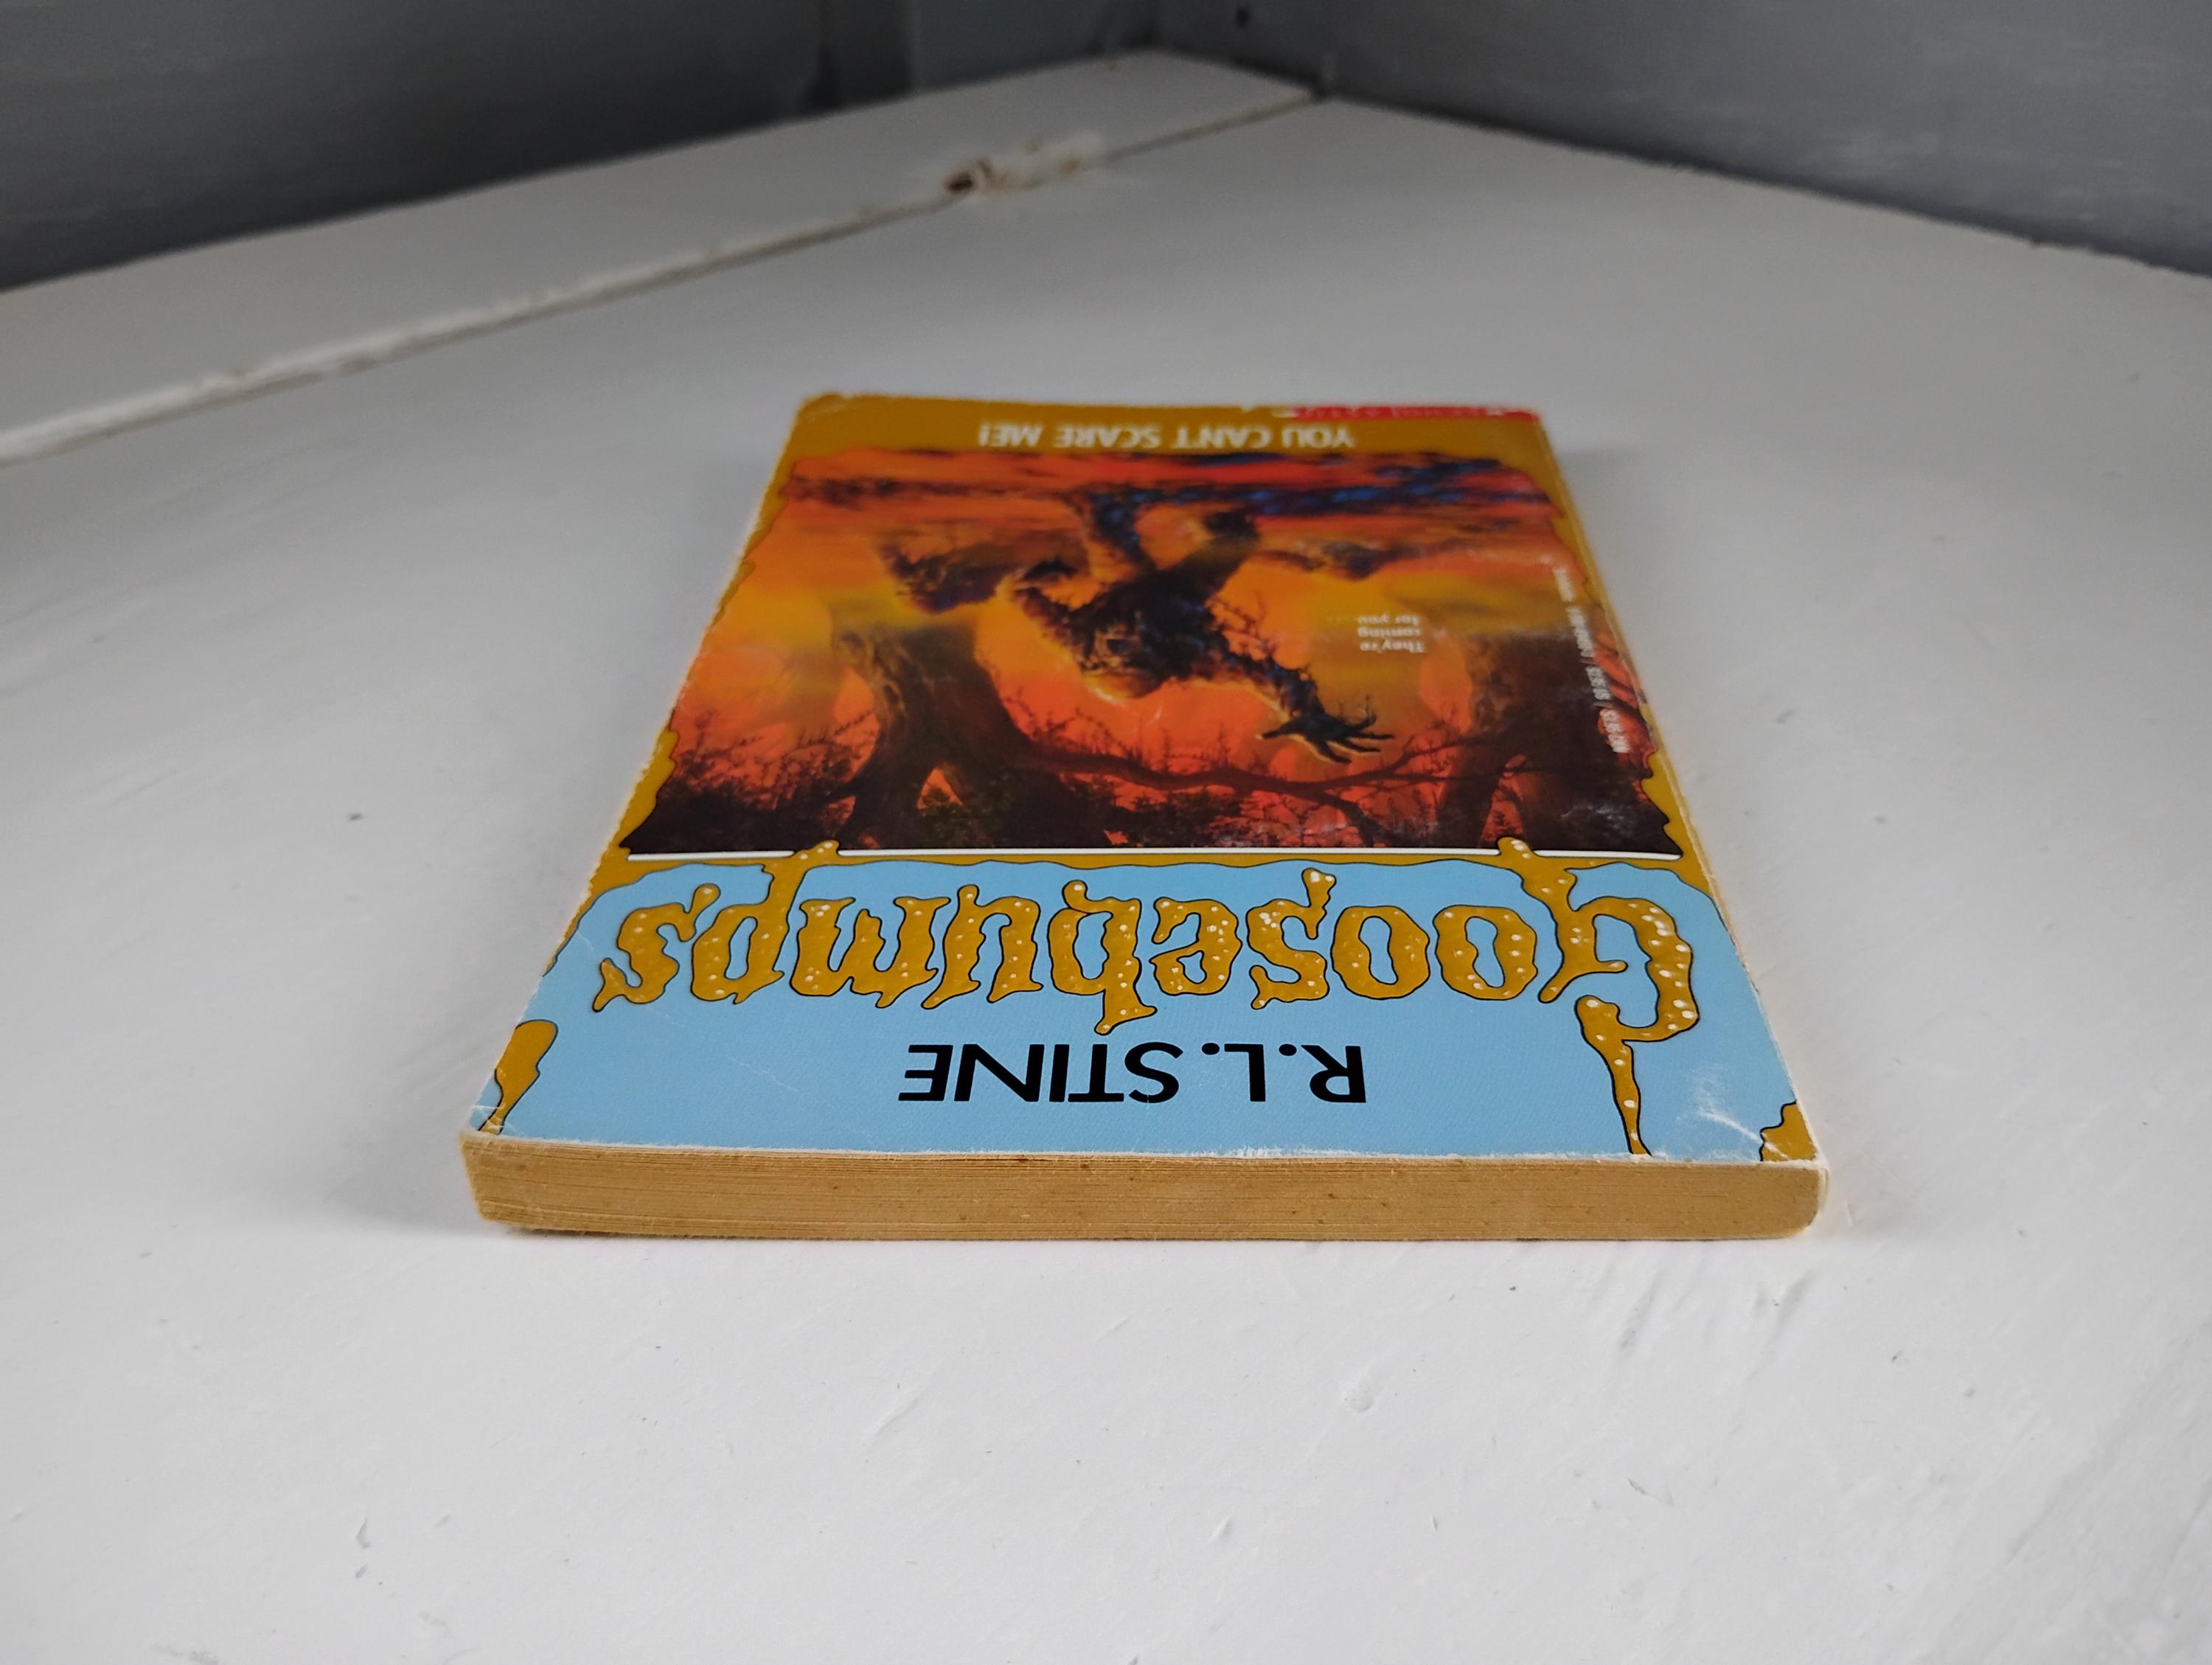 R.L. STINE
Goosebumps
They're
coming
for you . . . .
YOU CAN'T SCARE ME!